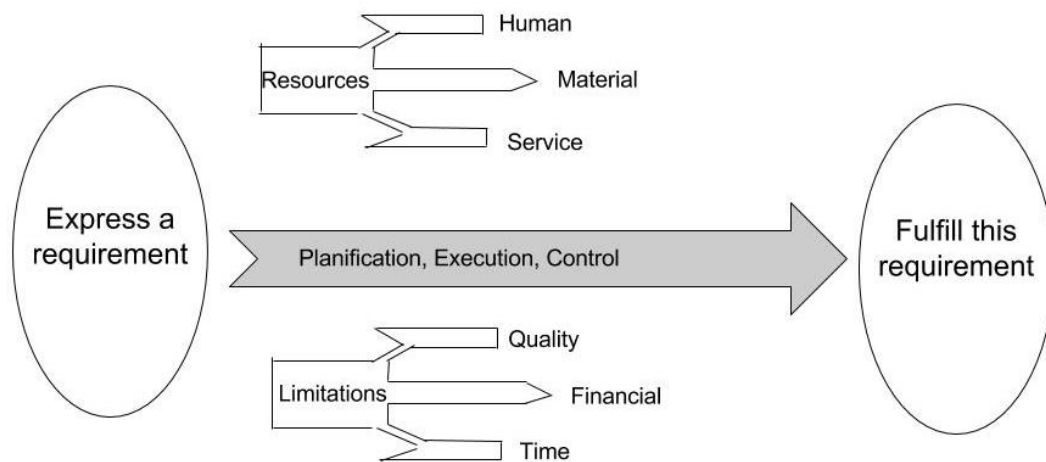 Human
Resources
Material
Service
Express a
requirement
Planification, Execution, Control
Fulfill this
requirement
Quality
Limitations
Financial
Time